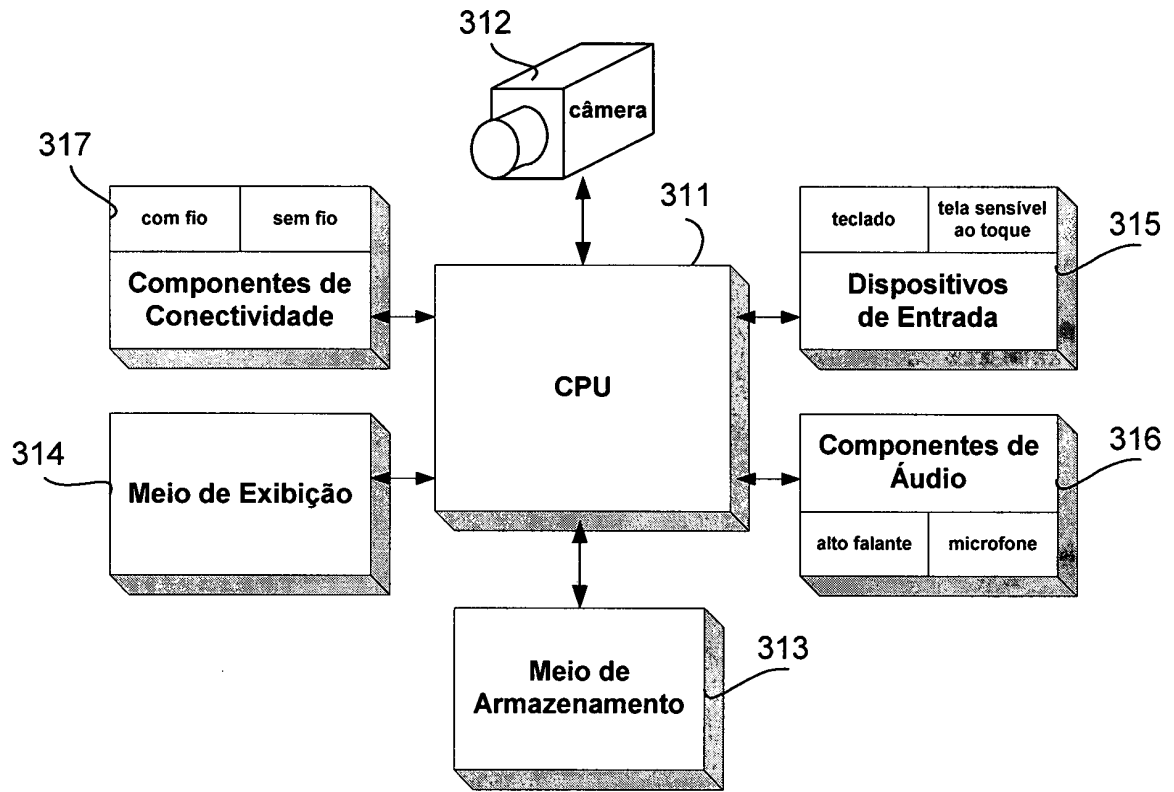 312
câmera
317
311
com fio
sem fio
teclado
tela sensível
ao toque
315
Componentes de
Conectividade
Dispositivos
de Entrada
CPU
314
Meio de Exibição
Componentes de
Áudio
316
alto falante
microfone
Meio de
Armazenamento
313